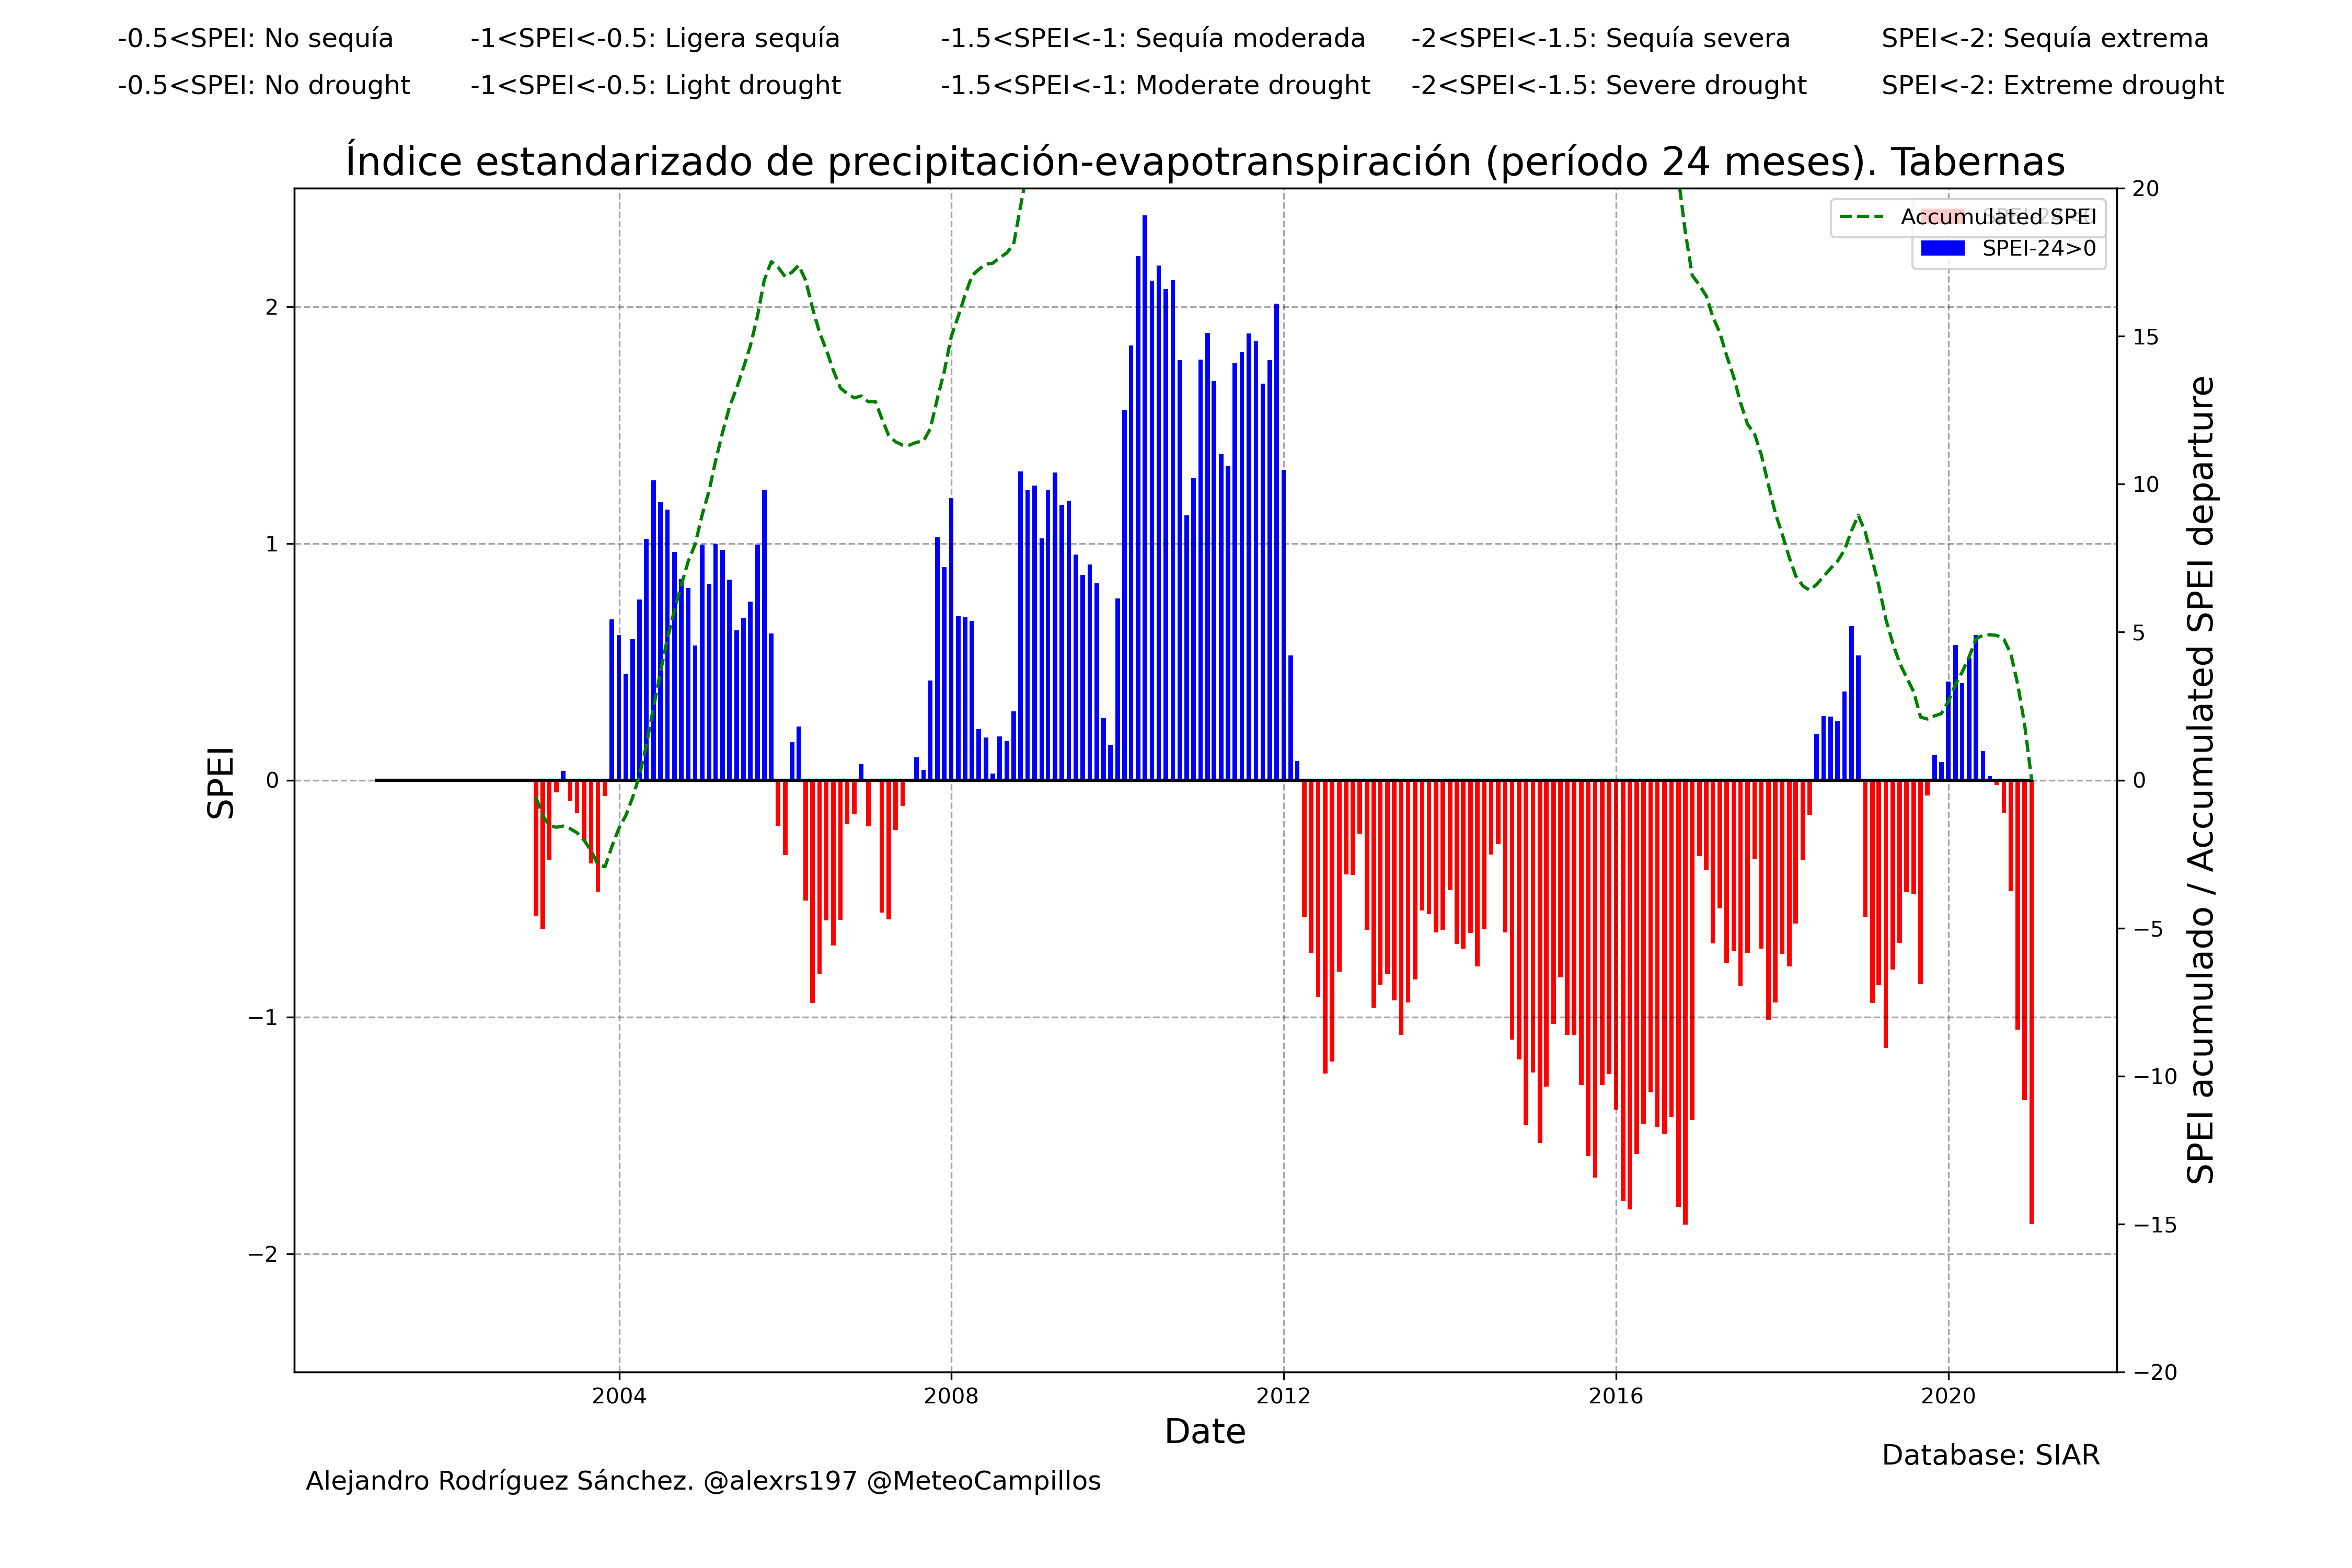 -0.5<SPEI: No sequía -1<SPEI<-0.5: Ligera sequía -1.5<SPEI<-1: Sequía moderada -2<SPEI<-1.5: Sequía severa SPEI<-2: Sequía extrema
-0.5<SPEI: No drought -1<SPEI<-0.5: Light drought -1.5<SPEI<-1: Moderate drought -2<SPEI<-1.5: Severe drought SPEI<-2: Extreme drought
Índice estandarizado de precipitación-evapotranspiración (período 24 meses). Tabernas
Accumulated SPEI
SPEI-24>0
SPEI
2
1
0
−1
−2
20
15
10
5
0
−5
−10
−15
−20
SPEI acumulado / Accumulated SPEI departure
2004 2008 2012 2016 2020
Date
Database: SIAR
Alejandro Rodríguez Sánchez. @alexrs197 @MeteoCampillos